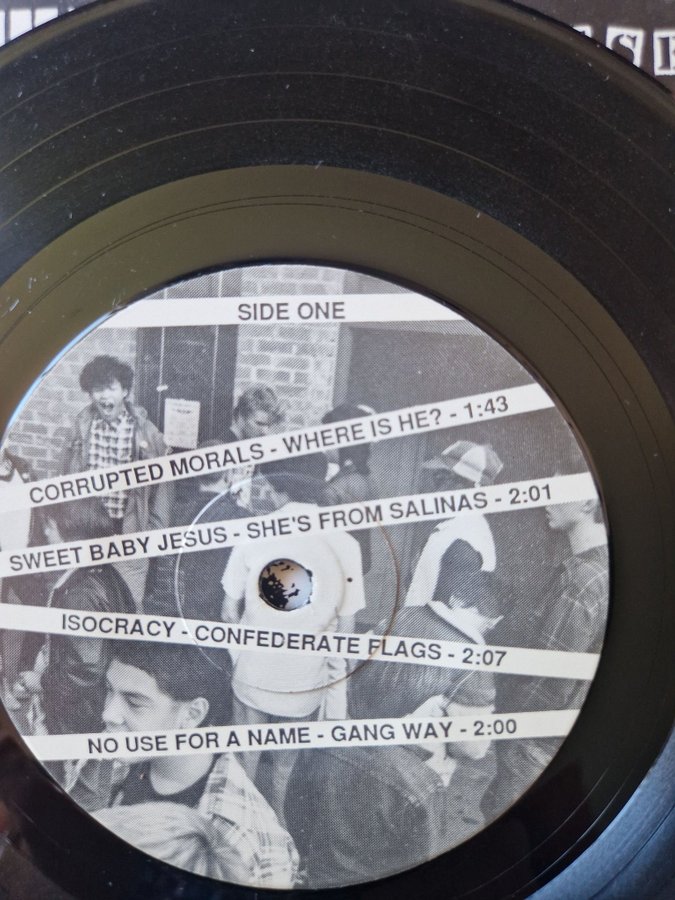 SIDE ONE
CORRUPTED MORALS - WHERE IS HE? - 1:43
SWEET BABY JESUS - SHE'S FROM SALINAS - 2:01
ISOCRACY - CONFEDERATE FLAGS - 2:07
NO USE FOR A NAME - GANG WAY - 2:00